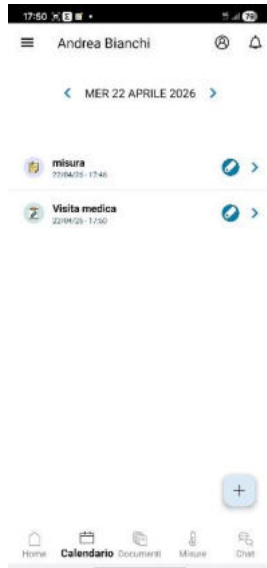 17:50 79
Andrea Bianchi
MER 22 APRILE 2026
misura
22/04/26 - 17:46
Visita medica
22/04/26 - 17:50
+
Home Calendario Documenti Misure Chat